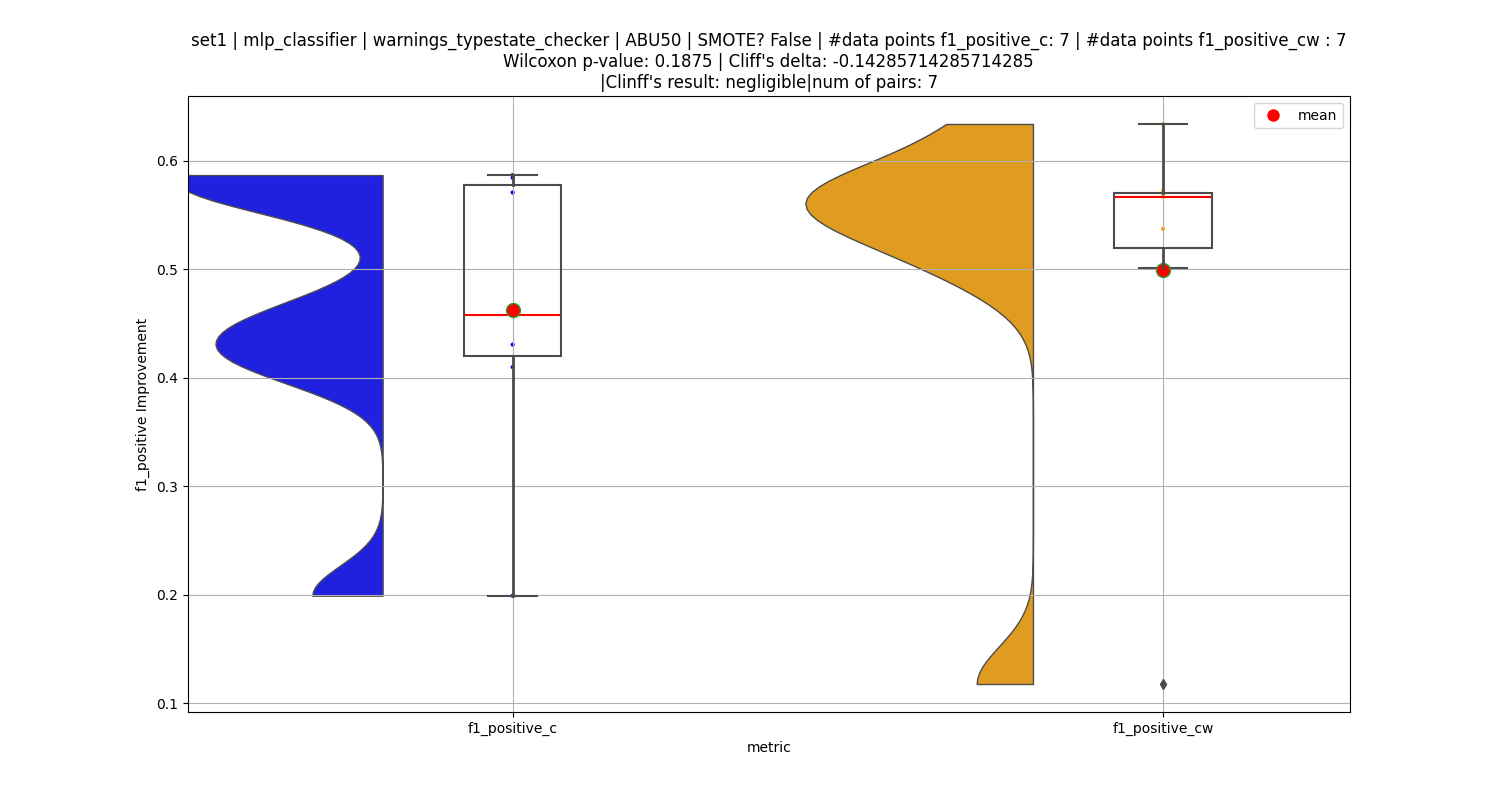 set1 | mlp_classifier | warnings_typestate_checker | ABU50 | SMOTE? False | #data points f1_positive_c: 7 | #data points f1_positive_cw : 7
Wilcoxon p-value: 0.1875 | Cliff's delta: -0.14285714285714285
|Clinff's result: negligible|num of pairs: 7
mean
0.6
0.5
0.4
0.3
0.2
0.1
f1_positive Improvement
f1_positive_c
f1_positive_cw
metric